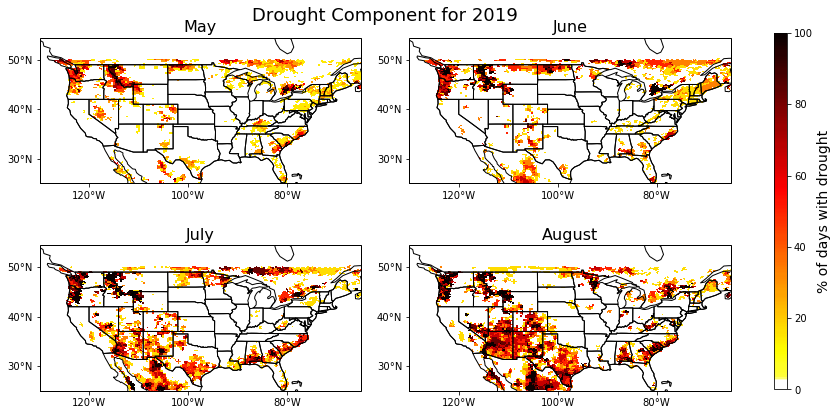 Drought Component for 2019
May
June
50°N
40°N
30°N
120°W 100°W 80°W
50°N
40°N
30°N
120°W 100°W 80°W
July
August
50°N
40°N
30°N
120°W 100°W 80°W
50°N
40°N
30°N
120°W 100°W 80°W
100
80
60
40
20
0
% of days with drought